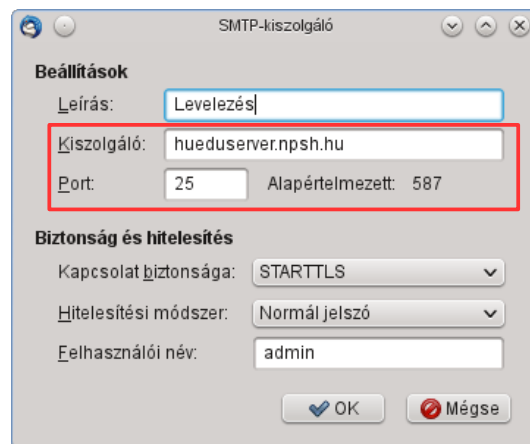 SMTP-kiszolgáló
Beállítások
Leírás: Levelezés
Kiszolgáló: hueduserver.npsh.hu
Port: 25 Alapértelmezett: 587
Biztonság és hitelesítés
Kapcsolat biztonsága: STARTTLS
Hitelesítési módszer: Normál jelszó
Felhasználói név: admin
OK Mégse